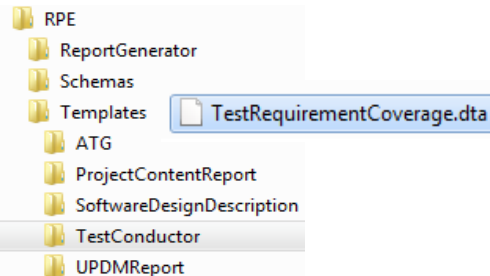 RPE
ReportGenerator
Schemas
Templates
TestRequirementCoverage.dta
ATG
ProjectContentReport
SoftwareDesignDescription
TestConductor
UPDMReport